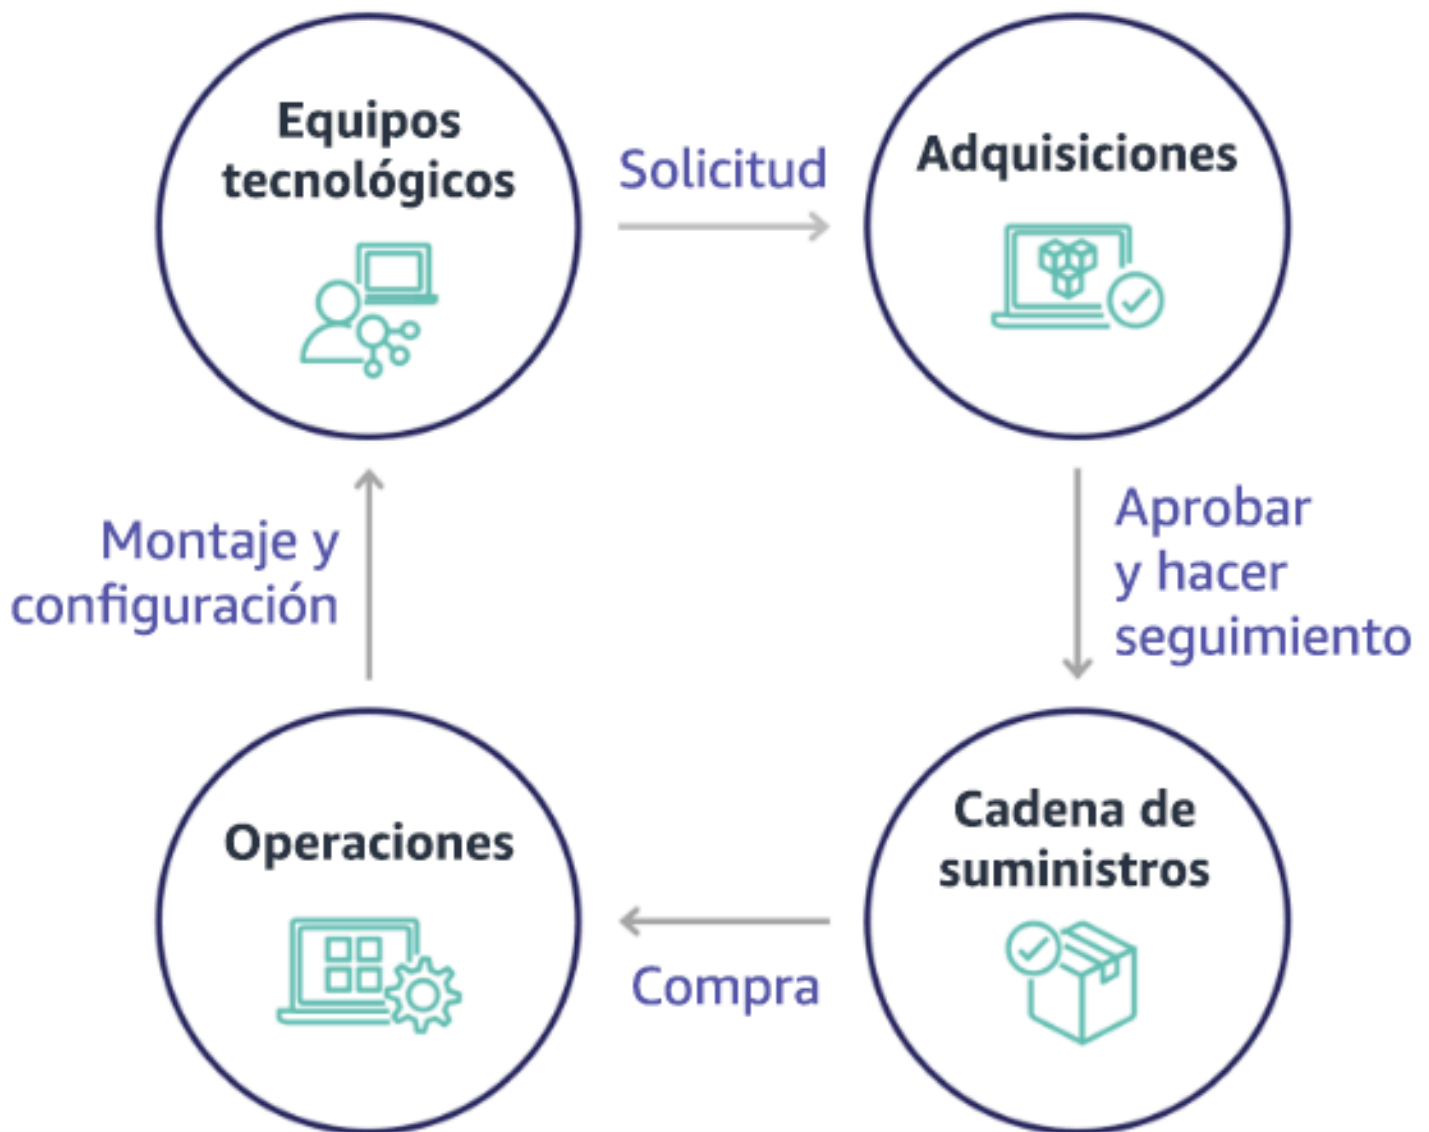 Equipos
tecnológicos
Solicitud
Adquisiciones
Aprobar
y hacer
seguimiento
Cadena de
suministros
Compra
Operaciones
Montaje y
configuración